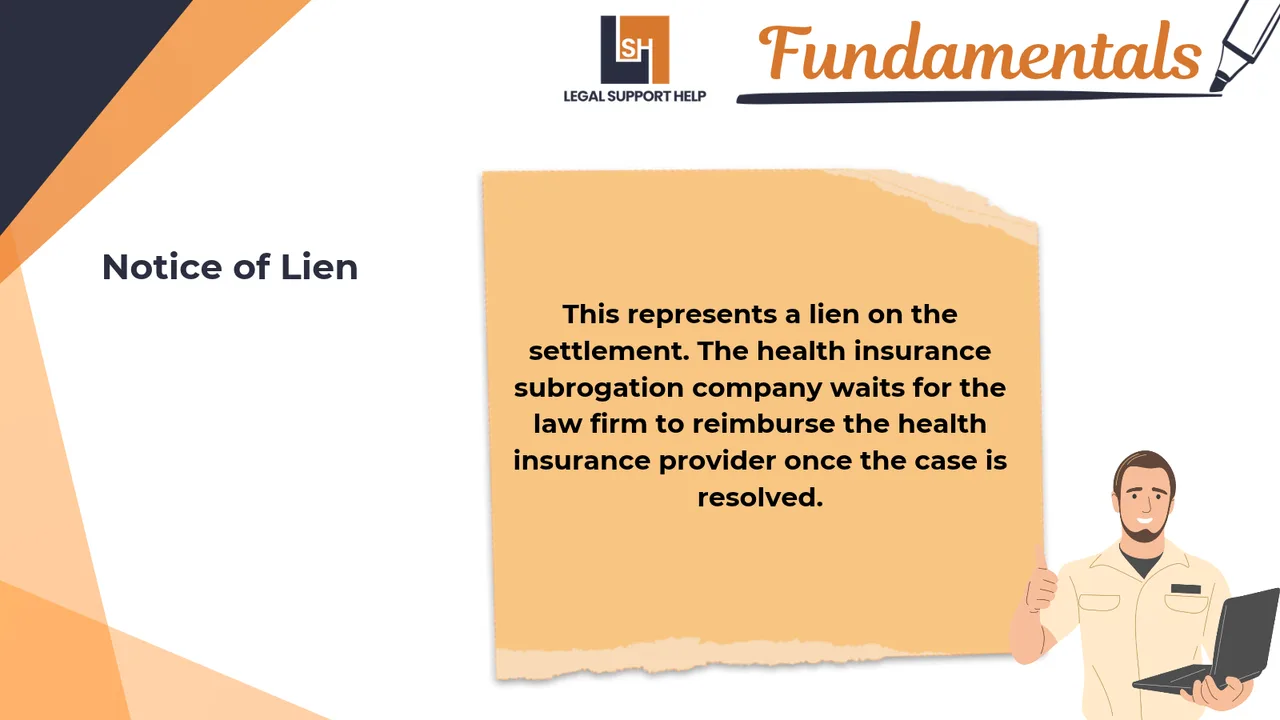 SH
LEGAL SUPPORT HELP
Fundamentals
Notice of Lien
This represents a lien on the
settlement. The health insurance
subrogation company waits for the
law firm to reimburse the health
insurance provider once the case is
resolved.